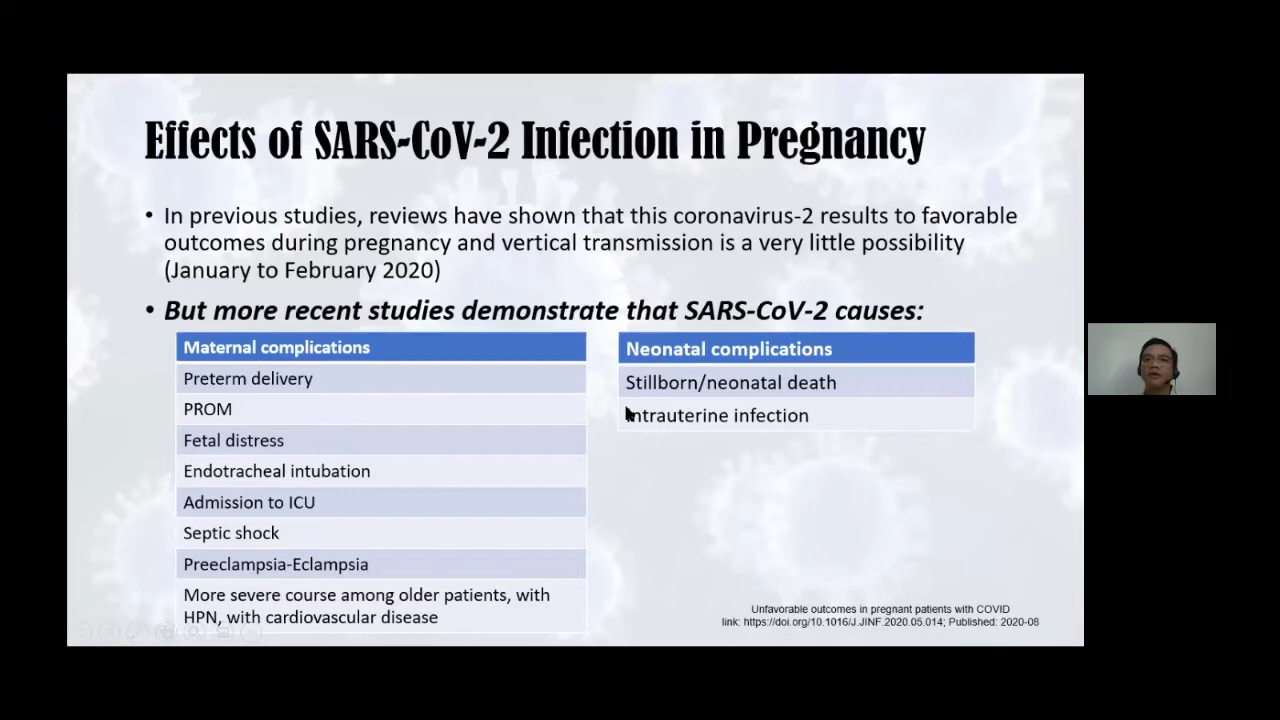 Effects of SARS-CoV-2 Infection in Pregnancy
• In previous studies, reviews have shown that this coronavirus-2 results to favorable
outcomes during pregnancy and vertical transmission is a very little possibility
(January to February 2020)
• But more recent studies demonstrate that SARS-CoV-2 causes:
Maternal complications
Preterm delivery
PROM
Fetal distress
Endotracheal intubation
Admission to ICU
Septic shock
Preeclampsia-Eclampsia
More severe course among older patients, with
HPN, with cardiovascular disease
Neonatal complications
Stillborn/neonatal death
Intrauterine infection
Unfavorable outcomes in pregnant patients with COVID
link: https://doi.org/10.1016/J.JINF.2020.05.014; Published: 2020-08